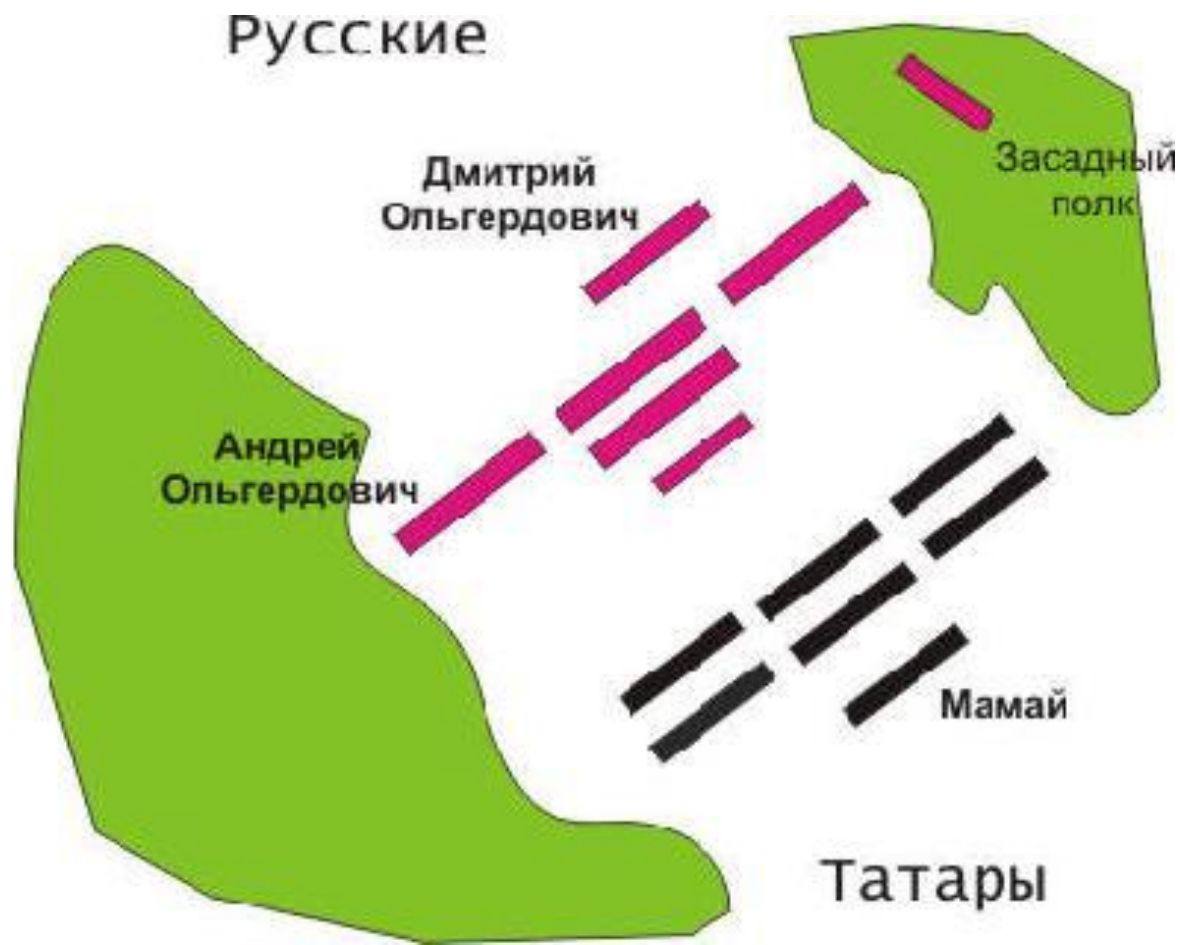 Русские
Засадный
полк
Дмитрий
Ольгердович
Андрей
Ольгердович
Мамай
Татары